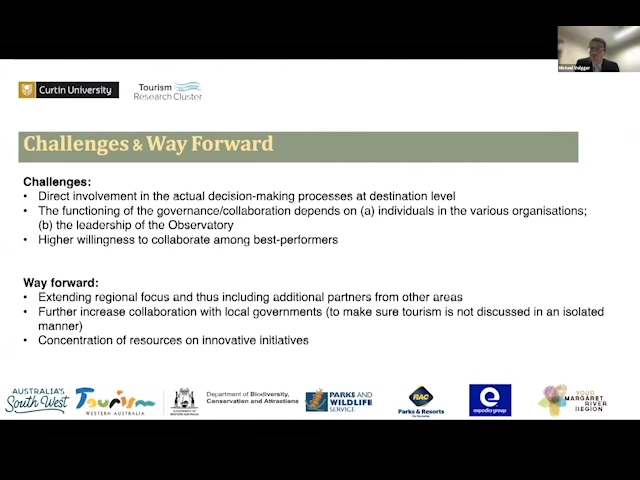 Michael Volgger
Curtin University
Tourism
Research Cluster
Challenges & Way Forward
Challenges:
• Direct involvement in the actual decision-making processes at destination level
• The functioning of the governance/collaboration depends on (a) individuals in the various organisations;
(b) the leadership of the Observatory
• Higher willingness to collaborate among best-performers
Way forward:
• Extending regional focus and thus including additional partners from other areas
• Further increase collaboration with local governments (to make sure tourism is not discussed in an isolated
manner)
• Concentration of resources on innovative initiatives
AUSTRALIA'S
South West
Tourism
WESTERN AUSTRALIA
Department of Biodiversity,
Conservation and Attractions
PARKS AND
WILDLIFE
SERVICE
RAC
Parks & Resorts
e
expedia group
YOUR
MARGARET
RIVER
REGION